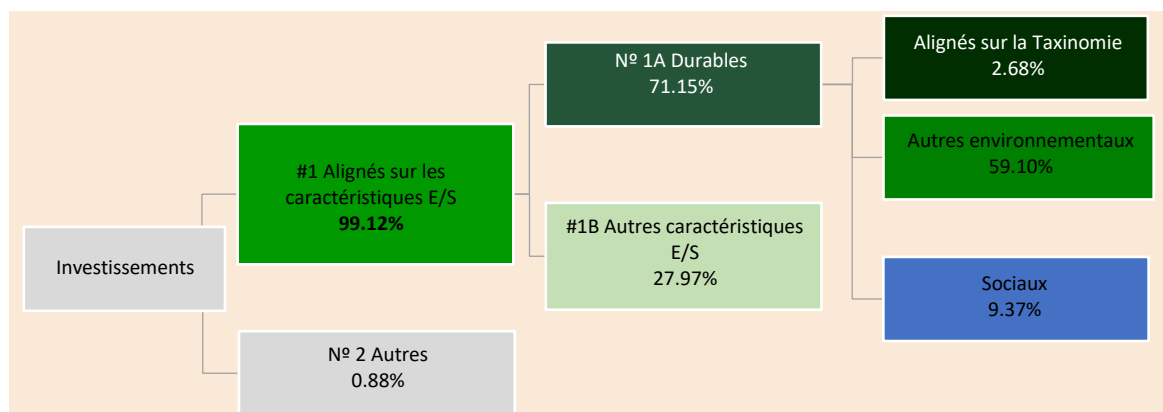 Investissements
#1 Alignés sur les
caractéristiques E/S
99.12%
Nº 2 Autres
0.88%
Nº 1A Durables
71.15%
#1B Autres caractéristiques
E/S
27.97%
Alignés sur la Taxinomie
2.68%
Autres environnementaux
59.10%
Sociaux
9.37%